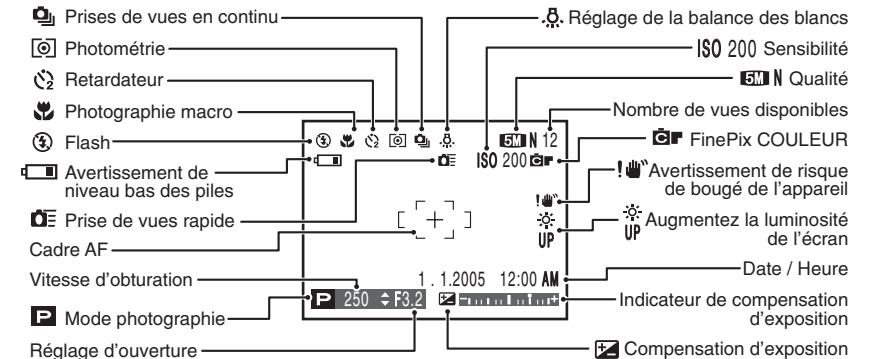 Prises de vues en continu
Photométrie
Retardateur
Photographie macro
Flash
Avertissement de
niveau bas des piles
Prise de vues rapide
Cadre AF
Vitesse d'obturation
P Mode photographie
Réglage d'ouverture
2
5M N 12
ISO 200 C
! 
UP
1 . 1.2005 12:00 AM
P 250 F3.2
Réglage de la balance des blancs
ISO 200 Sensibilité
5M N Qualité
Nombre de vues disponibles
C FinePix COULEUR
! Avertissement de risque
de bougé de l'appareil
UP Augmentez la luminosité
de l'écran
Date / Heure
Indicateur de compensation
d'exposition
Compensation d'exposition